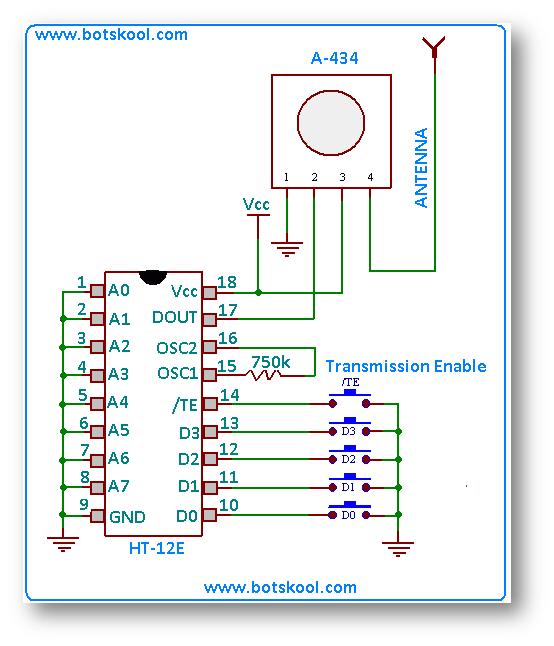 www.botskool.com
A-434
ANTENNA
1 2 3 4
Vcc
1 A0 Vcc 18
2 A1 DOUT 17
3 A2 OSC2 16
4 A3 OSC1 15 750k
Transmission Enable
5 A4 /TE 14 /TE
6 A5 D3 13 D3
7 A6 D2 12 D2
8 A7 D1 11 D1
9 GND D0 10 D0
HT-12E
www.botskool.com